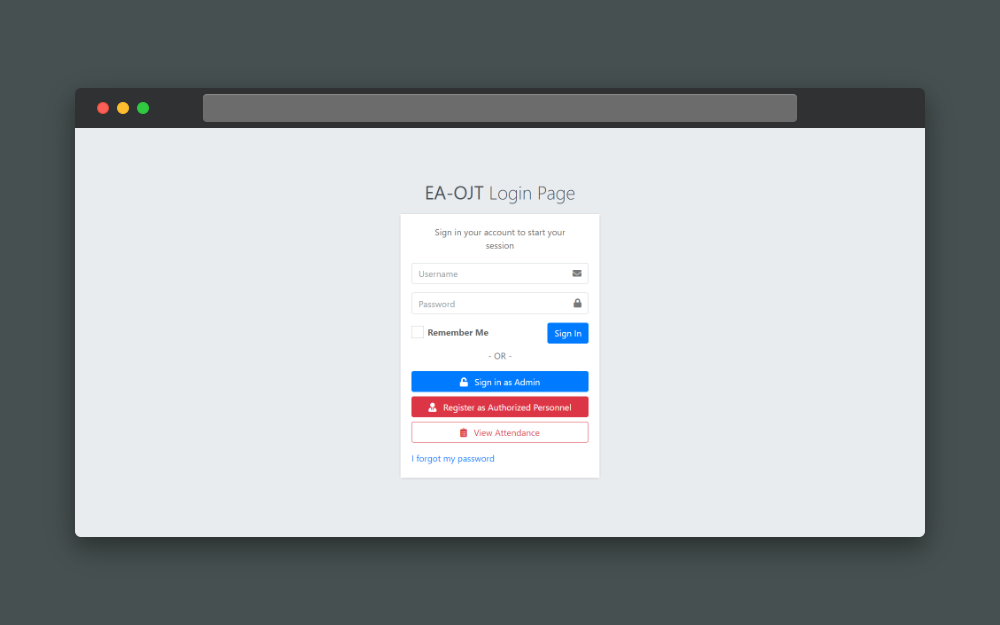 EA-OJT Login Page
Sign in your account to start your
session
Username
Password
Remember Me
Sign In
- OR -
Sign in as Admin
Register as Authorized Personnel
View Attendance
I forgot my password